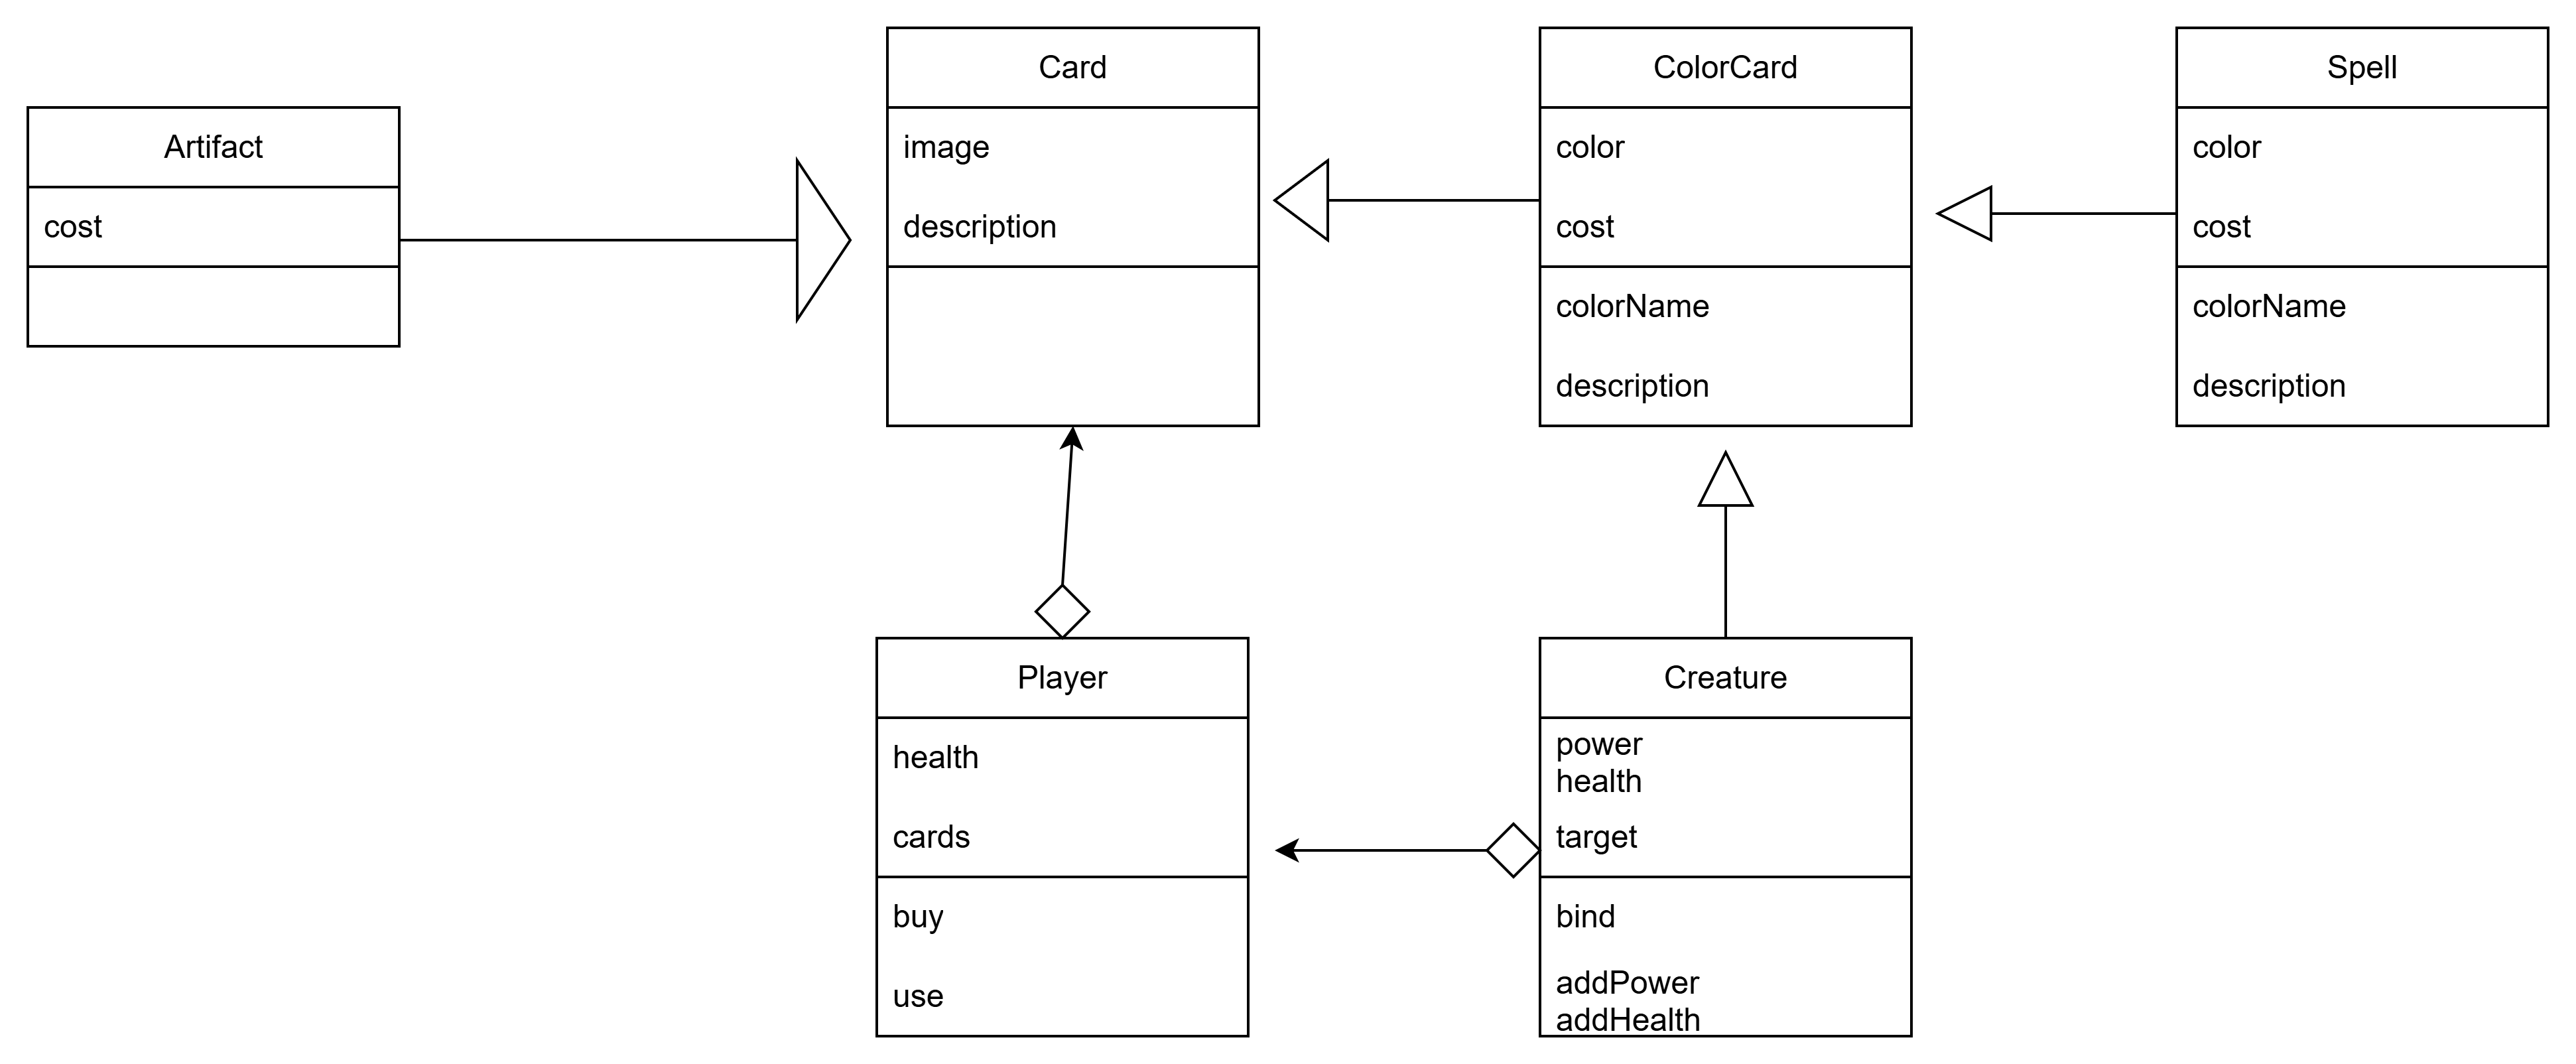 Artifact
cost
Card
image
description
ColorCard
color
cost
colorName
description
Spell
color
cost
colorName
description
Player
health
cards
buy
use
Creature
power
health
target
bind
addPower
addHealth